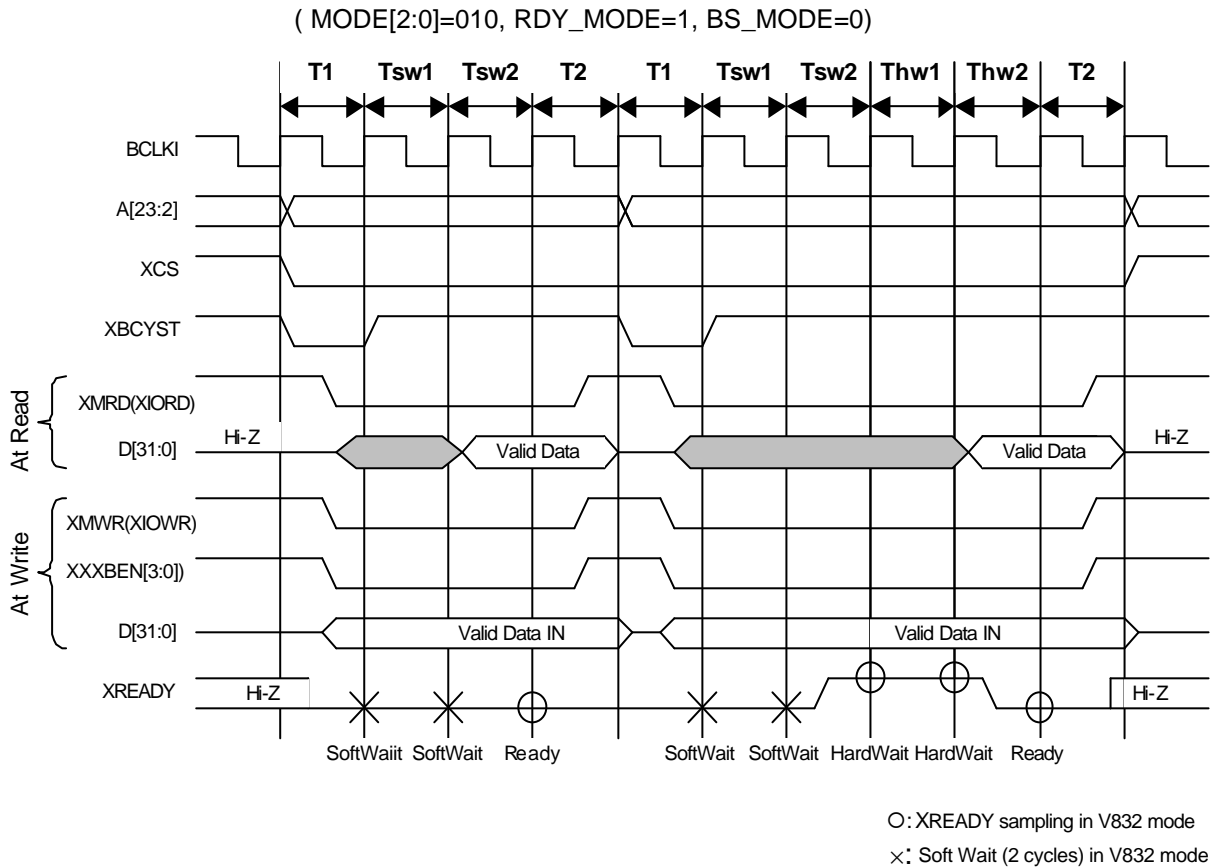 ( MODE[2:0]=010, RDY_MODE=1, BS_MODE=0)
T1 Tsw1 Tsw2 T2 T1 Tsw1 Tsw2 Thw1 Thw2 T2
BCLKI
A[23:2]
XCS
XBCYST
At Read
XMRD(XIORD)
D[31:0] Hi-Z Valid Data Valid Data Hi-Z
At Write
XMWR(XIOWR)
XXXBEN[3:0])
D[31:0] Valid Data IN Valid Data IN
XREADY Hi-Z Hi-Z
SoftWaiit SoftWait Ready SoftWait SoftWait HardWait HardWait Ready
O: XREADY sampling in V832 mode
×: Soft Wait (2 cycles) in V832 mode